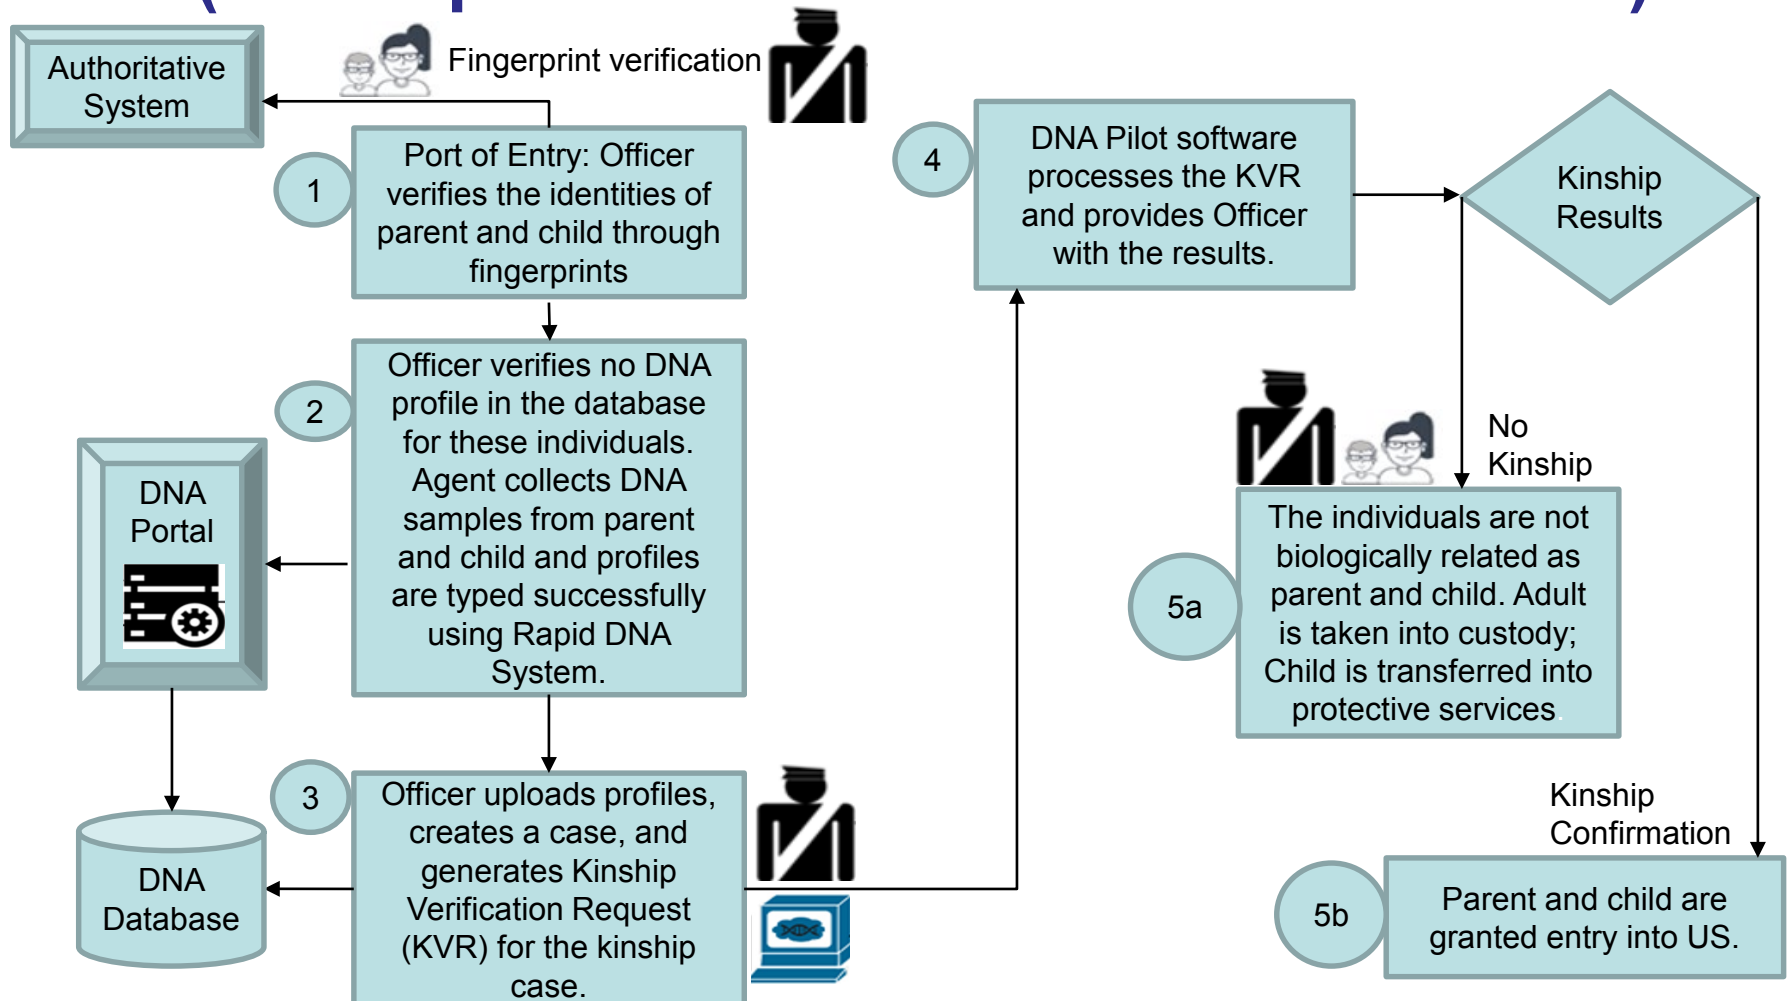 Authoritative
System
Fingerprint verification
1
Port of Entry: Officer
verifies the identities of
parent and child through
fingerprints
2
Officer verifies no DNA
profile in the database
for these individuals.
Agent collects DNA
samples from parent
and child and profiles
are typed successfully
using Rapid DNA
System.
DNA
Portal
3
Officer uploads profiles,
creates a case, and
generates Kinship
Verification Request
(KVR) for the kinship
case.
DNA
Database
4
DNA Pilot software
processes the KVR
and provides Officer
with the results.
Kinship
Results
No
Kinship
5a
The individuals are not
biologically related as
parent and child. Adult
is taken into custody;
Child is transferred into
protective services.
Kinship
Confirmation
5b
Parent and child are
granted entry into US.